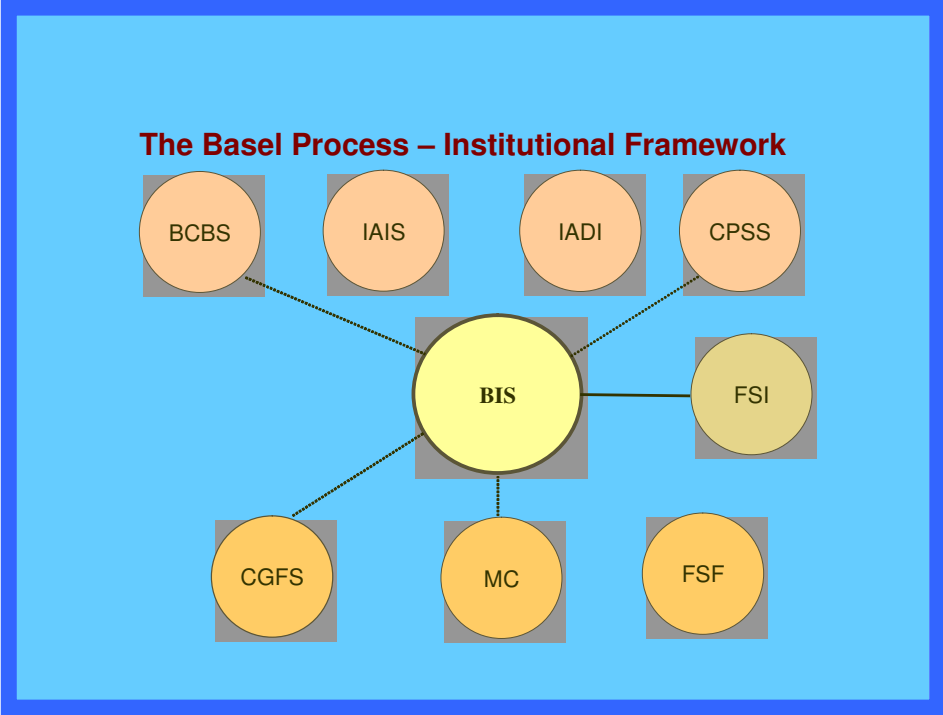 The Basel Process – Institutional Framework
BCBS
IAIS
IADI
CPSS
BIS
FSI
CGFS
MC
FSF